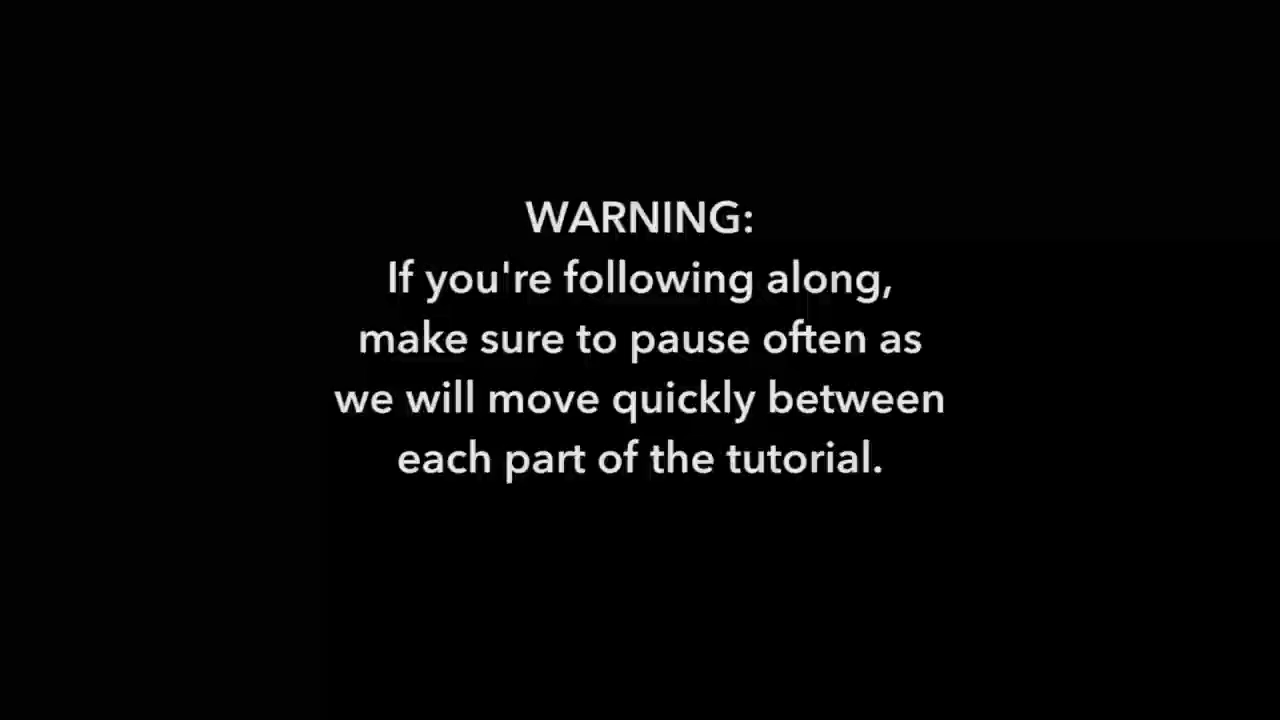 WARNING:
If you're following along,
make sure to pause often as
we will move quickly between
each part of the tutorial.